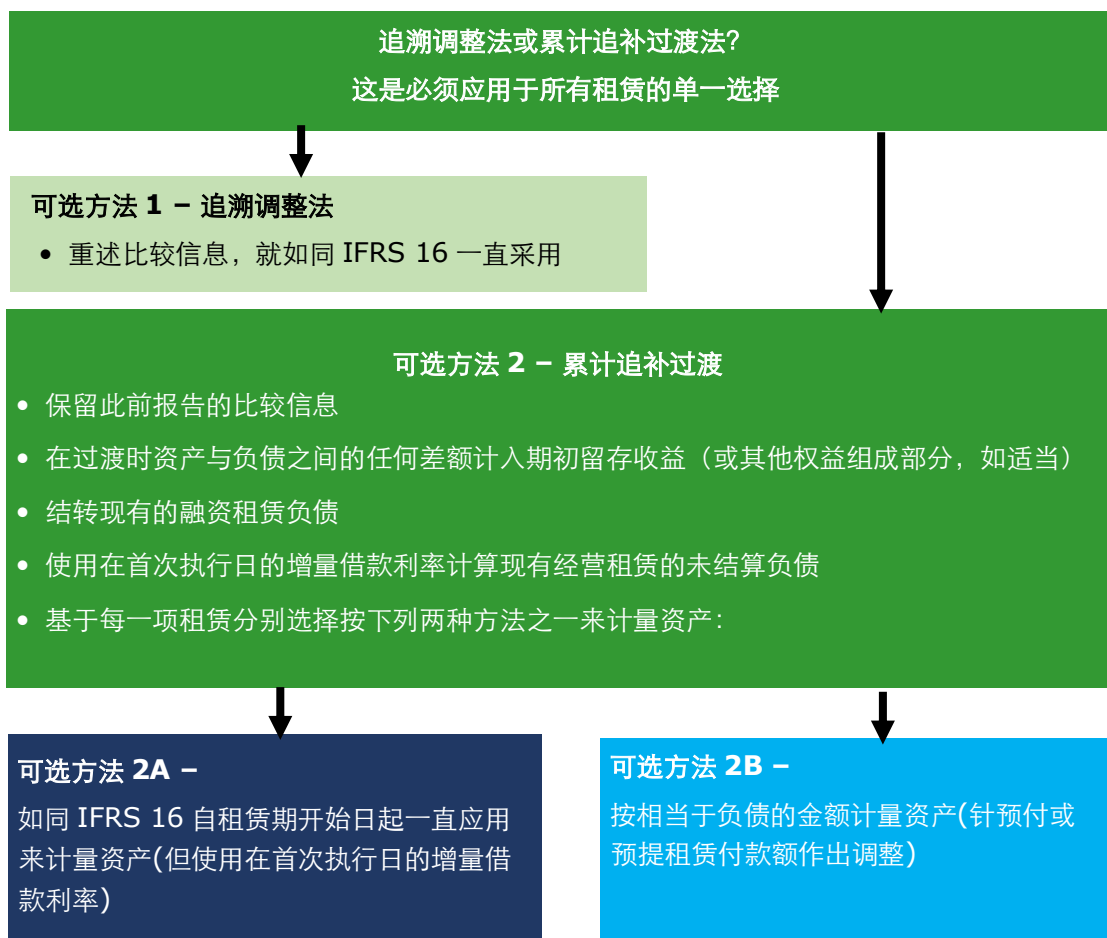 追溯调整法或累计追补过渡法？
这是必须应用于所有租赁的单一选择
可选方法 1 – 追溯调整法
• 重述比较信息，就如同 IFRS 16 一直采用
可选方法 2 – 累计追补过渡
• 保留此前报告的比较信息
• 在过渡时资产与负债之间的任何差额计入期初留存收益（或其他权益组成部分，如适当）
• 结转现有的融资租赁负债
• 使用在首次执行日的增量借款利率计算现有经营租赁的未结算负债
• 基于每一项租赁分别选择按下列两种方法之一来计量资产：
可选方法 2A –
如同 IFRS 16 自租赁期开始日起一直应用
来计量资产(但使用在首次执行日的增量借
款利率)
可选方法 2B –
按相当于负债的金额计量资产(针预付或
预提租赁付款额作出调整)